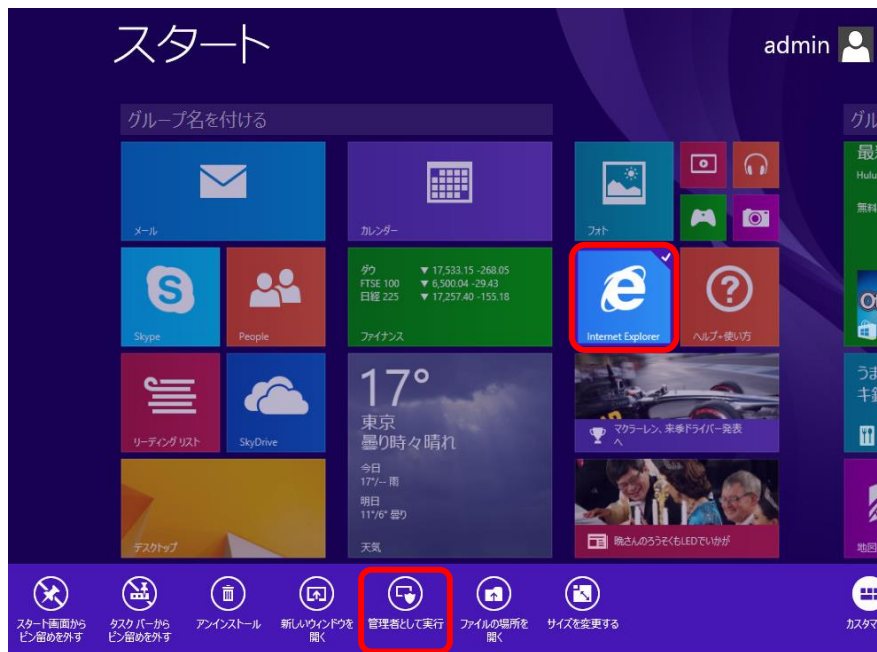 スタート
admin
グループ名を付ける
グル
メール
カレンダー
フォト
最新
Hulu
無料
Skype
People
ダウ ▼ 17,533.15 -268.05
FTSE 100 ▼ 6,500.04 -29.43
日経 225 ▼ 17,257.40 -155.18
ファイナンス
Internet Explorer
ヘルプ+使い方
リーディング リスト
SkyDrive
17°
東京
曇り時々晴れ
今日
17°/-- 雨
明日
11°/6° 曇り
天気
マクラーレン、来季ドライバー発表
へ
うま
キ鍋
デスクトップ
晩さんのろうそくもLEDでいかが
地図
スタート画面から
ピン留めを外す
タスク バーから
ピン留めを外す
アンインストール
新しいウィンドウを
開く
管理者として実行
ファイルの場所を
開く
サイズを変更する
カスタマ